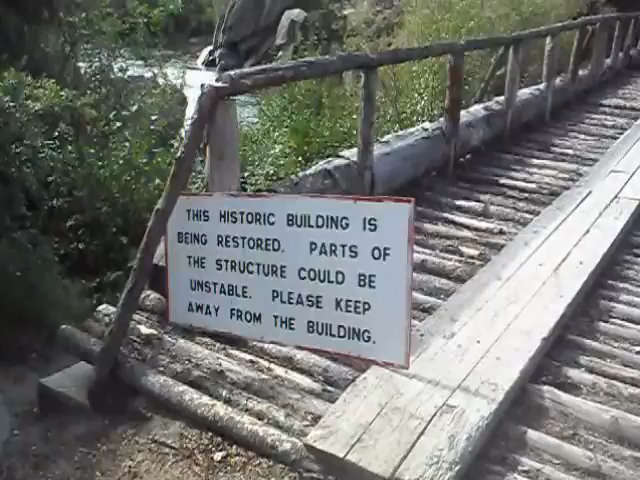 THIS HISTORIC BUILDING IS
BEING RESTORED. PARTS OF
THE STRUCTURE COULD BE
UNSTABLE. PLEASE KEEP
AWAY FROM THE BUILDING.